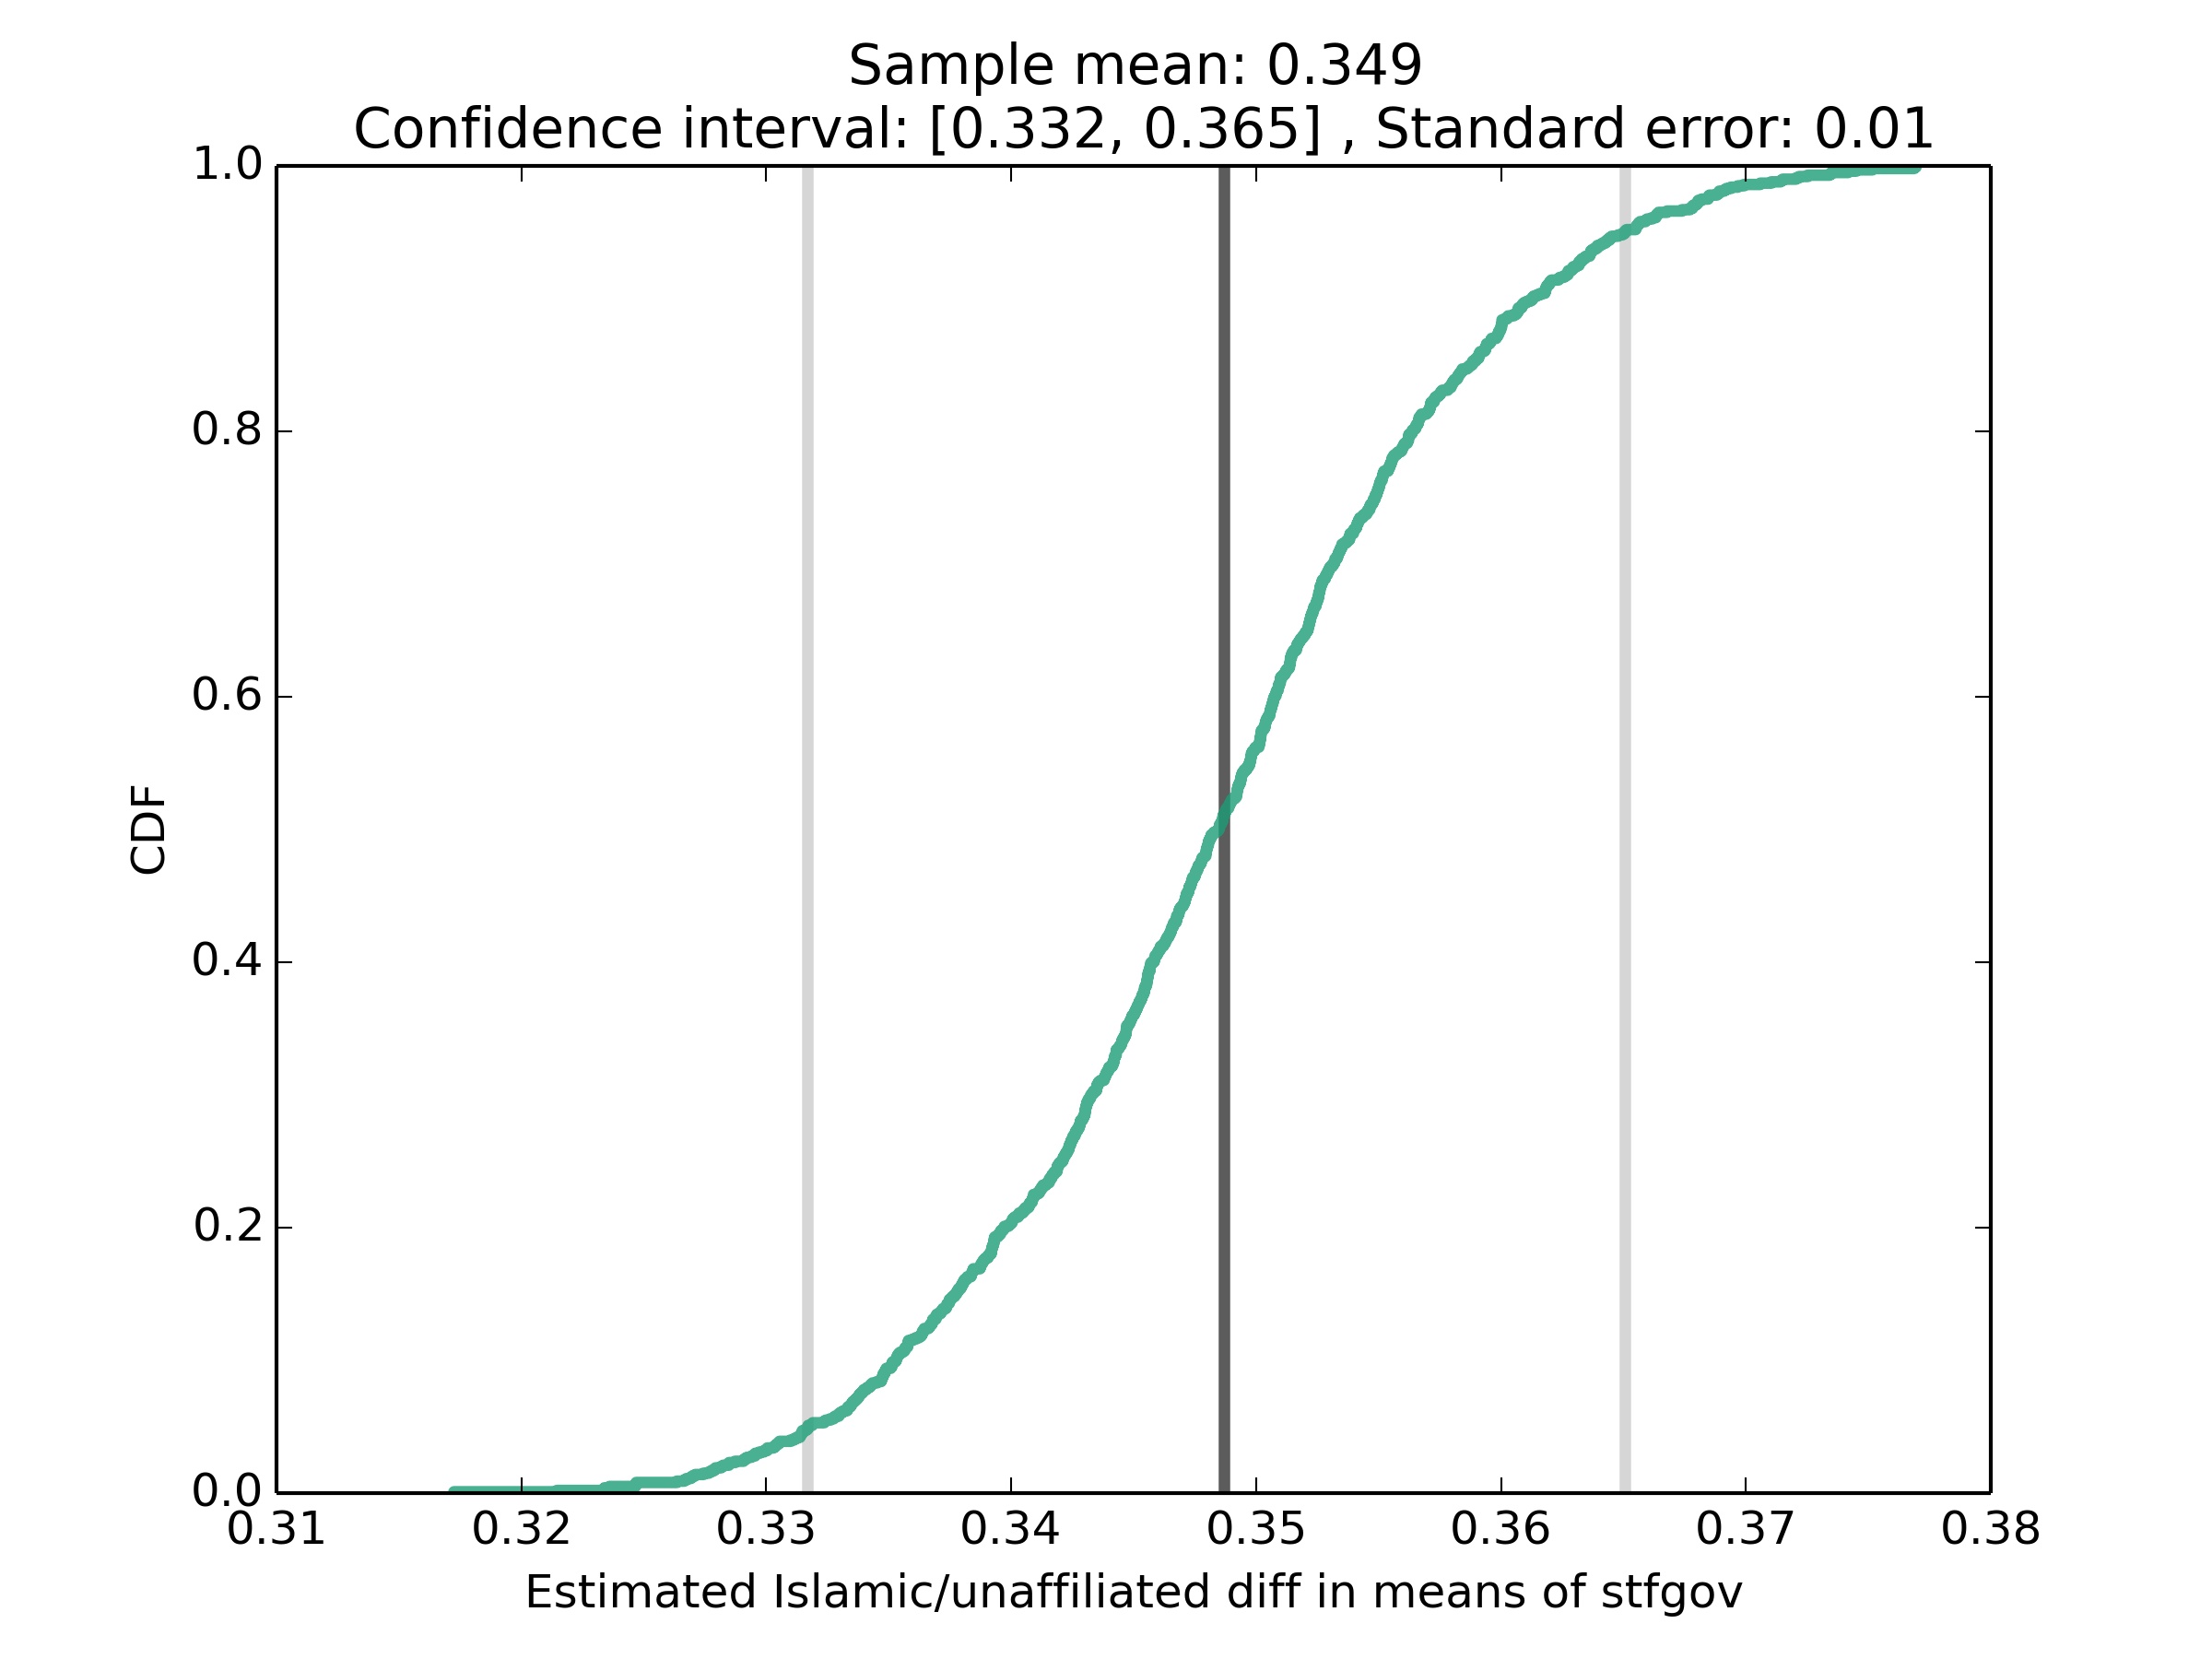 Sample mean: 0.349
Confidence interval: [0.332, 0.365] , Standard error: 0.01
1.0
0.8
0.6
0.4
0.2
0.0
CDF
0.31 0.32 0.33 0.34 0.35 0.36 0.37 0.38
Estimated Islamic/unaffiliated diff in means of stfgov